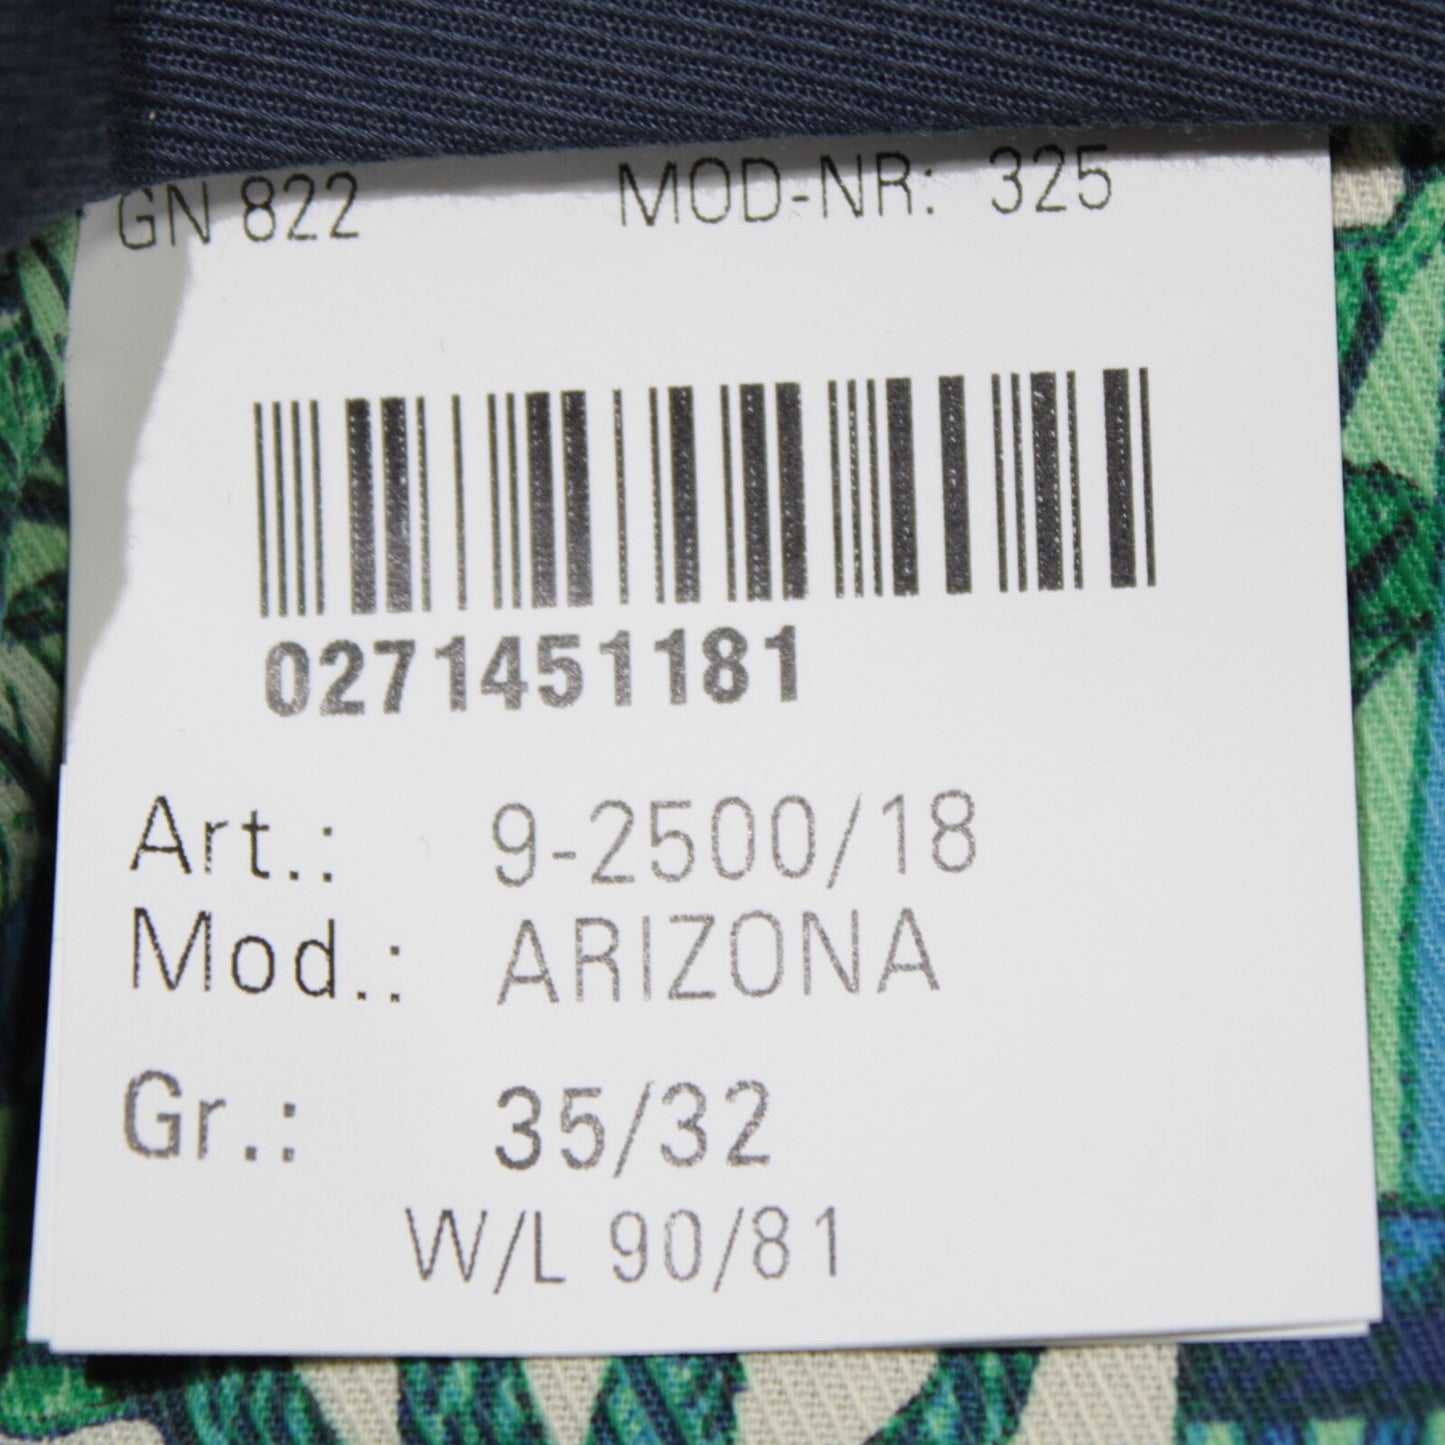 GN 822 MOD-NR: 325
0271451181
Art.: 9-2500/18
Mod.: ARIZONA
Gr.: 35/32
W/L 90/81